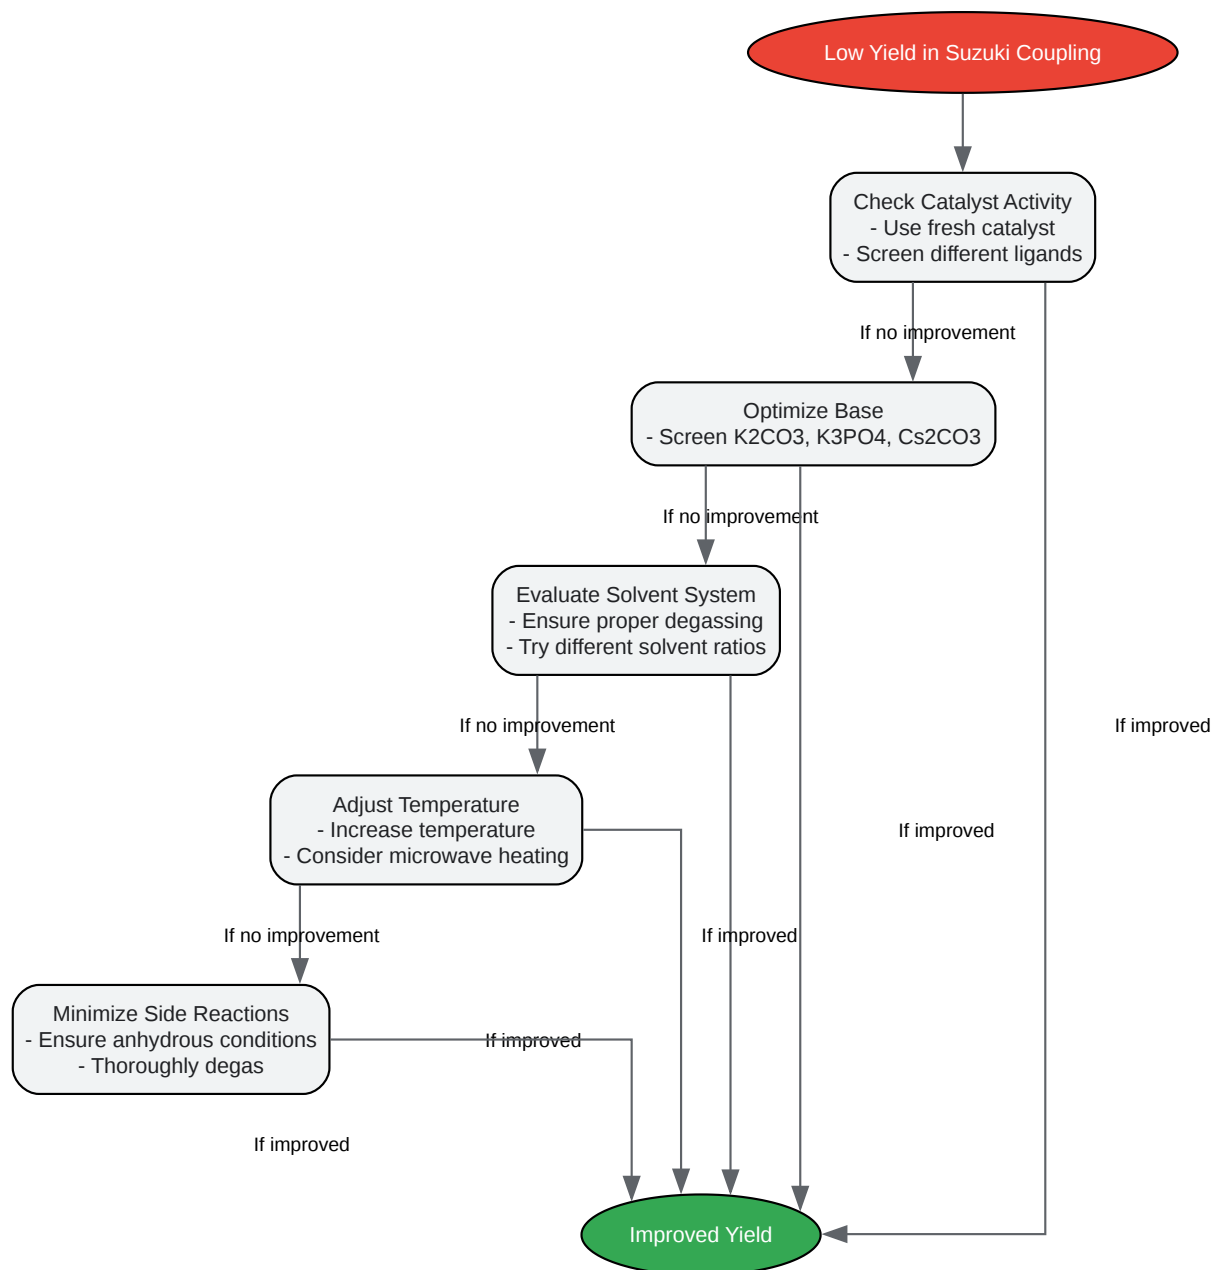 Low Yield in Suzuki Coupling
Check Catalyst Activity
- Use fresh catalyst
- Screen different ligands
If no improvement
Optimize Base
- Screen K2CO3, K3PO4, Cs2CO3
If no improvement
Evaluate Solvent System
- Ensure proper degassing
- Try different solvent ratios
If no improvement
If improved
Adjust Temperature
- Increase temperature
- Consider microwave heating
If improved
If no improvement
If improved
Minimize Side Reactions
- Ensure anhydrous conditions
- Thoroughly degas
If improved
If improved
Improved Yield